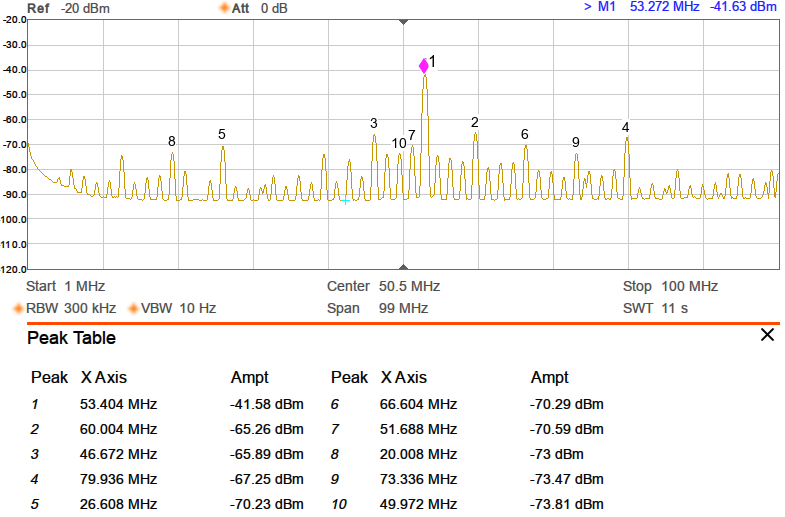 Ref -20 dBm Att 0 dB > M1 53.272 MHz -41.63 dBm
-20.0
-30.0
-40.0
-50.0
-60.0
-70.0
-80.0
-90.0
100.0
110.0
120.0
1
2
3
4
5
6
7
8
9
10
Start 1 MHz Center 50.5 MHz Stop 100 MHz
RBW 300 kHz VBW 10 Hz Span 99 MHz SWT 11 s
Peak Table
Peak X Axis Ampt Peak X Axis Ampt
1 53.404 MHz -41.58 dBm 6 66.604 MHz -70.29 dBm
2 60.004 MHz -65.26 dBm 7 51.688 MHz -70.59 dBm
3 46.672 MHz -65.89 dBm 8 20.008 MHz -73 dBm
4 79.936 MHz -67.25 dBm 9 73.336 MHz -73.47 dBm
5 26.608 MHz -70.23 dBm 10 49.972 MHz -73.81 dBm